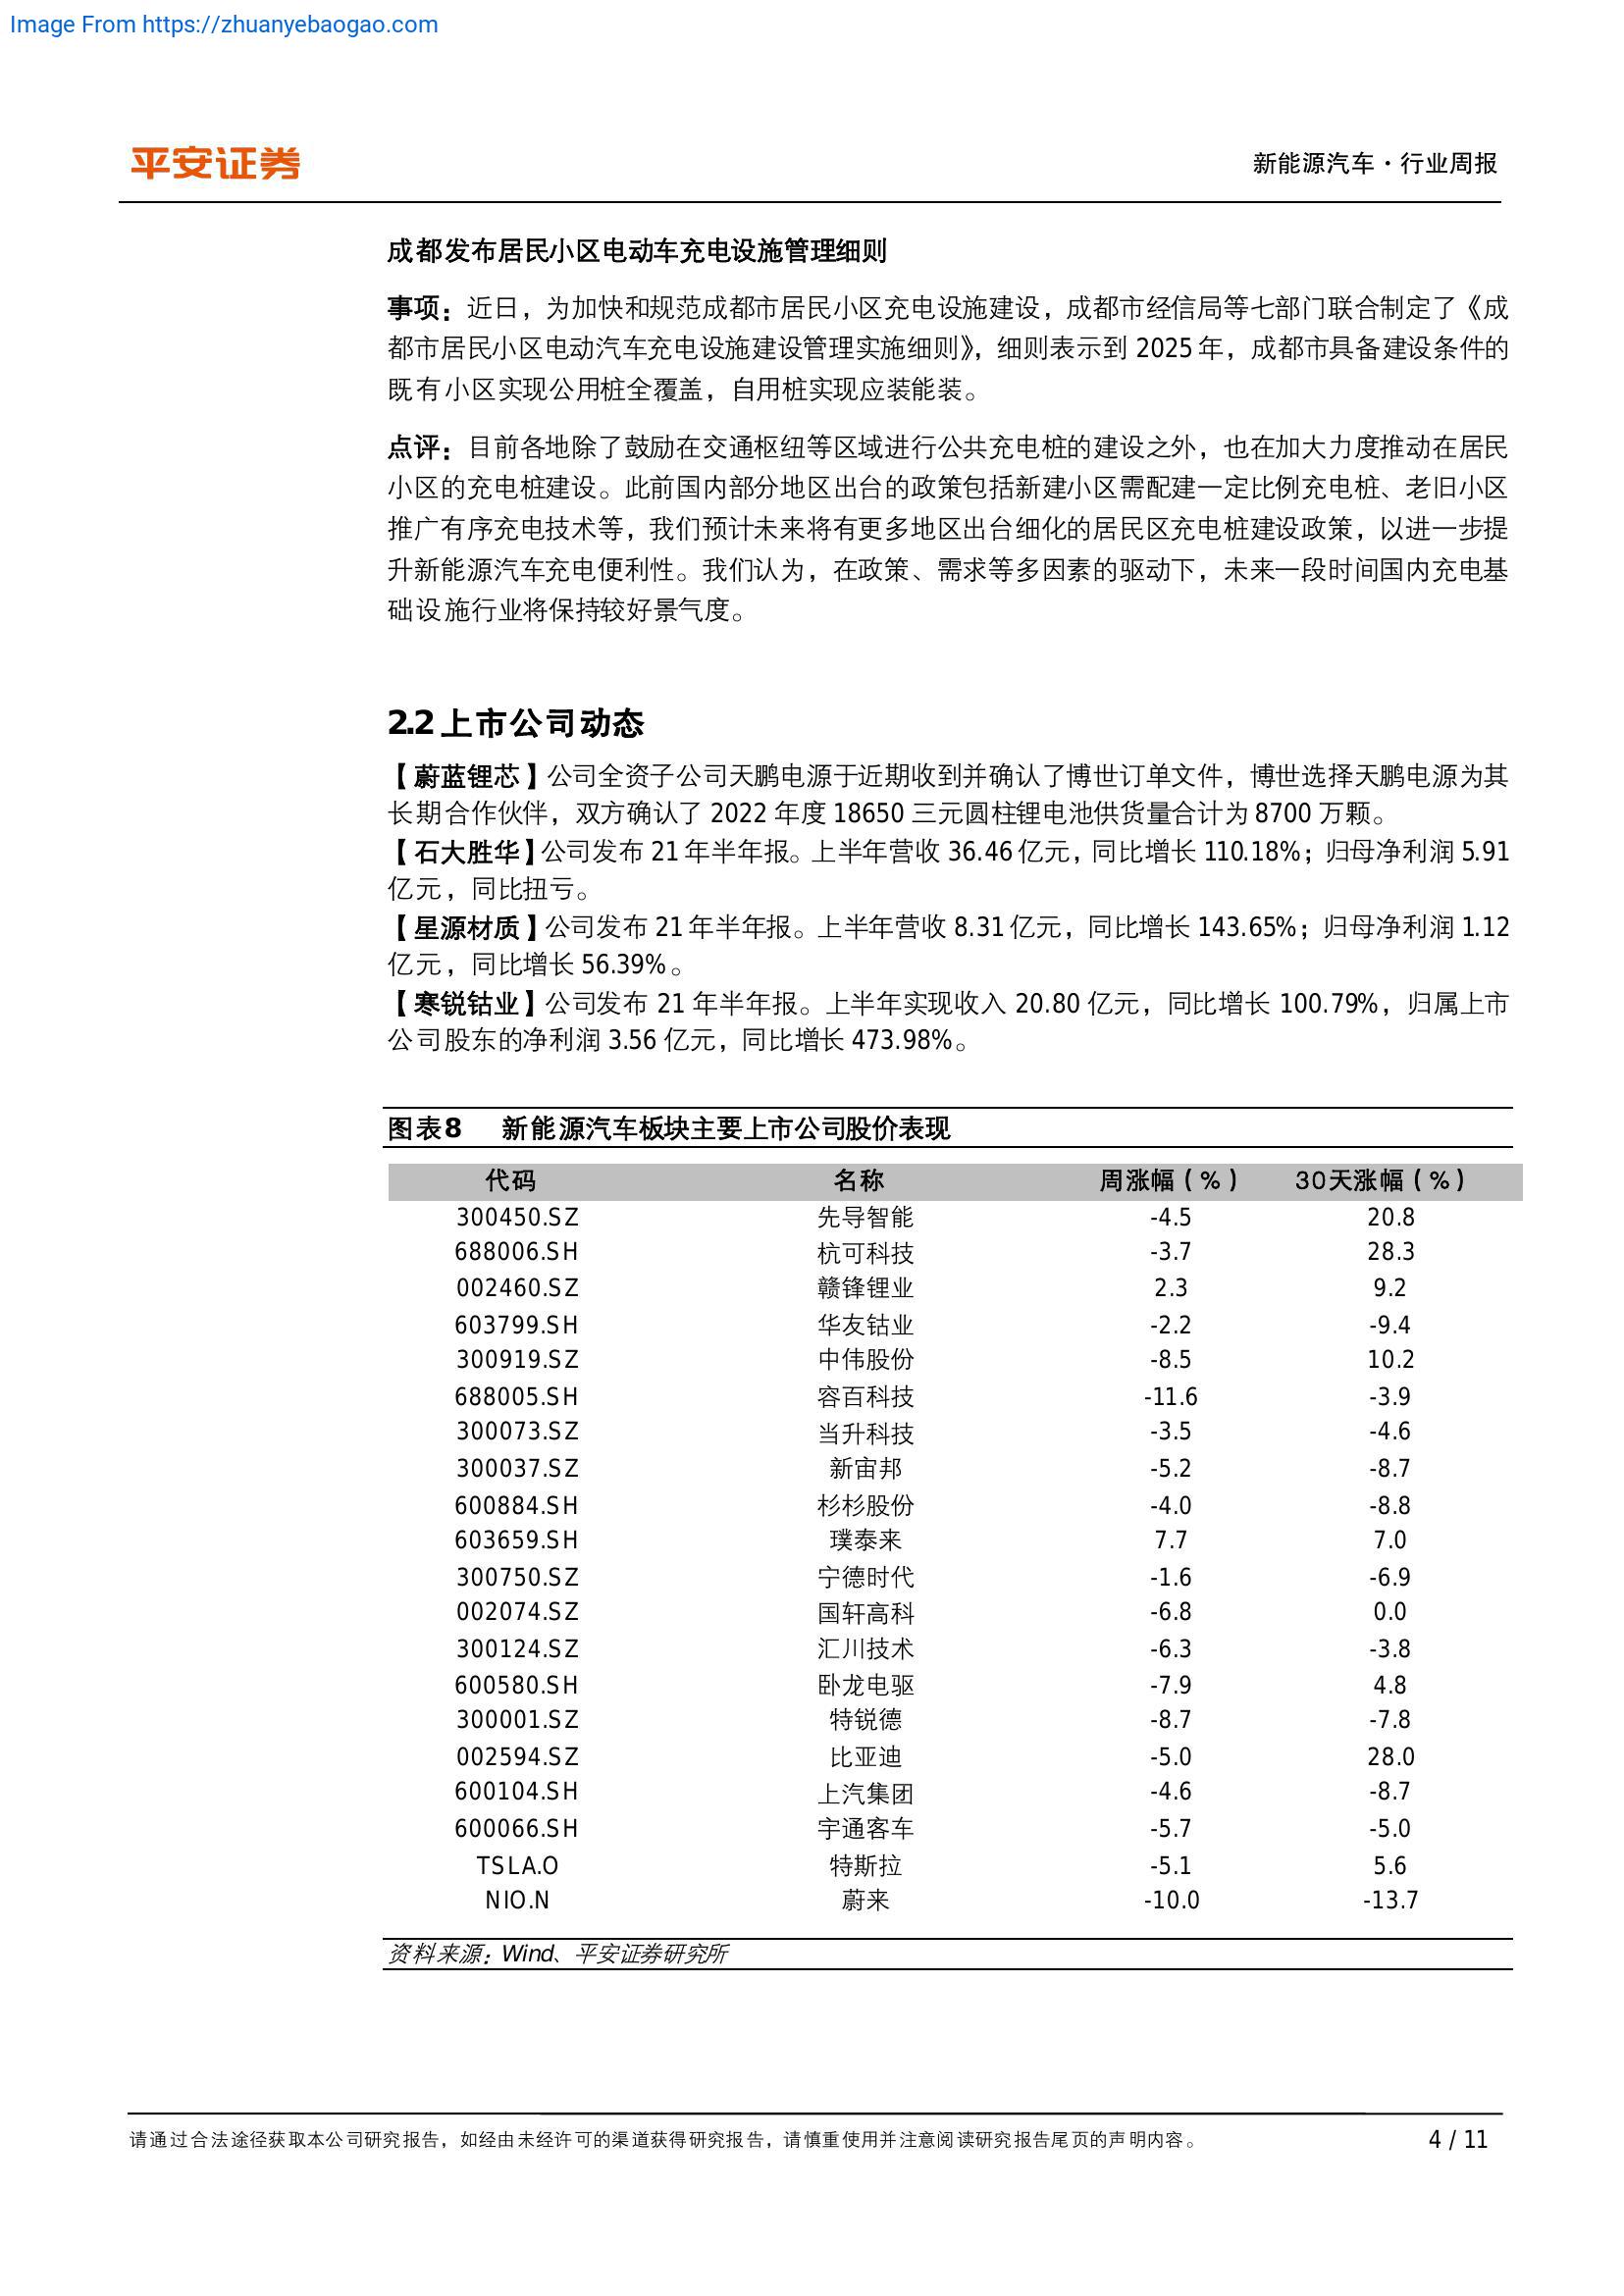 Image From https://zhuanyebaogao.com
平安证券
新能源汽车·行业周报
成都发布居民小区电动车充电设施管理细则
事项：近日，为加快和规范成都市居民小区充电设施建设，成都市经信局等七部门联合制定了《成
都市居民小区电动汽车充电设施建设管理实施细则》，细则表示到 2025 年，成都市具备建设条件的
既有小区实现公用桩全覆盖，自用桩实现应装能装。
点评：目前各地除了鼓励在交通枢纽等区域进行公共充电桩的建设之外，也在加大力度推动在居民
小区的充电桩建设。此前国内部分地区出台的政策包括新建小区需配建一定比例充电桩、老旧小区
推广有序充电技术等，我们预计未来将有更多地区出台细化的居民区充电桩建设政策，以进一步提
升新能源汽车充电便利性。我们认为，在政策、需求等多因素的驱动下，未来一段时间国内充电基
础设施行业将保持较好景气度。
2.2 上市公司动态
【蔚蓝锂芯】公司全资子公司天鹏电源于近期收到并确认了博世订单文件，博世选择天鹏电源为其
长期合作伙伴，双方确认了 2022 年度 18650 三元圆柱锂电池供货量合计为 8700 万颗。
【石大胜华】公司发布 21 年半年报。上半年营收 36.46 亿元，同比增长 110.18%；归母净利润 5.91
亿元，同比扭亏。
【星源材质】公司发布 21 年半年报。上半年营收 8.31 亿元，同比增长 143.65%；归母净利润 1.12
亿元，同比增长 56.39%。
【寒锐钴业】公司发布 21 年半年报。上半年实现收入 20.80 亿元，同比增长 100.79%，归属上市
公司股东的净利润 3.56 亿元，同比增长 473.98%。
图表8 新能源汽车板块主要上市公司股价表现
代码 名称 周涨幅（%） 30天涨幅（%）
300450.SZ 先导智能 -4.5 20.8
688006.SH 杭可科技 -3.7 28.3
002460.SZ 赣锋锂业 2.3 9.2
603799.SH 华友钴业 -2.2 -9.4
300919.SZ 中伟股份 -8.5 10.2
688005.SH 容百科技 -11.6 -3.9
300073.SZ 当升科技 -3.5 -4.6
300037.SZ 新宙邦 -5.2 -8.7
600884.SH 杉杉股份 -4.0 -8.8
603659.SH 璞泰来 7.7 7.0
300750.SZ 宁德时代 -1.6 -6.9
002074.SZ 国轩高科 -6.8 0.0
300124.SZ 汇川技术 -6.3 -3.8
600580.SH 卧龙电驱 -7.9 4.8
300001.SZ 特锐德 -8.7 -7.8
002594.SZ 比亚迪 -5.0 28.0
600104.SH 上汽集团 -4.6 -8.7
600066.SH 宇通客车 -5.7 -5.0
TSLA.O 特斯拉 -5.1 5.6
NIO.N 蔚来 -10.0 -13.7
资料来源：Wind、平安证券研究所
请通过合法途径获取本公司研究报告，如经由未经许可的渠道获得研究报告，请慎重使用并注意阅读研究报告尾页的声明内容。
4 / 11